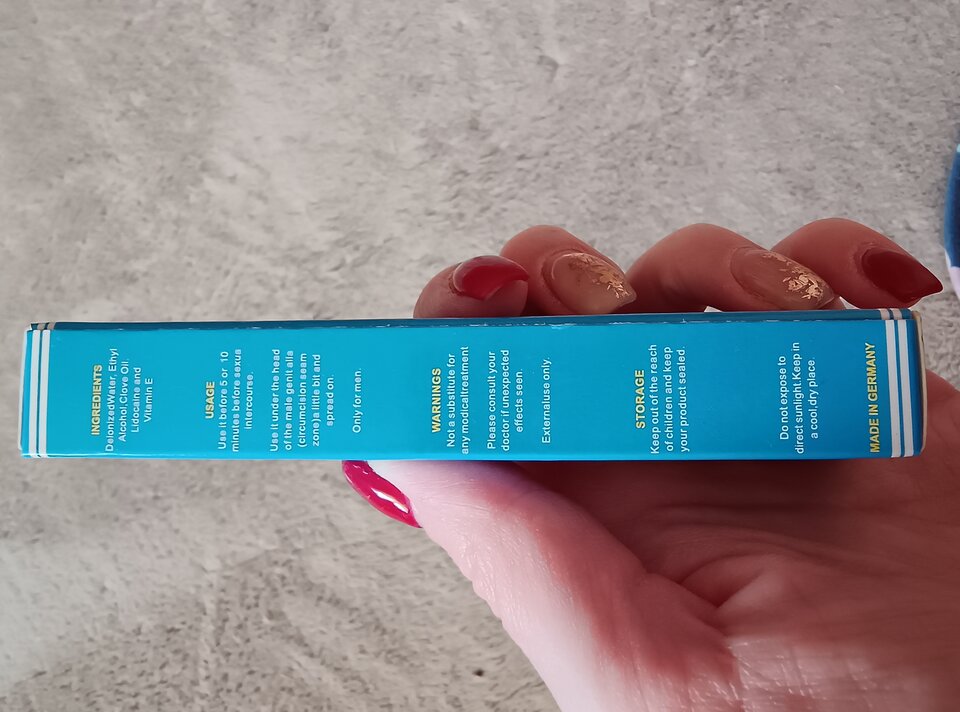 INGREDIENTS
DeionizedWater, Ethyl
Alcohol,Clove Oil,
Lidocaine and
Vitamin E
USAGE
Use it before 5 or 10
minutes before sexua
intercourse.
Use it under the head
of the male genitalia
(circumcision seam
zone)a little bit and
spread on.
Only for men.
WARNINGS
Not a substitute for
any modicaltreatment
Please consult your
doctor if unexpected
effects seen.
Externaluse only.
STORAGE
Keep out of the reach
of children and keep
your product sealed.
Do not expose to
direct sunlight.Keep in
a cool,dry place.
MADE IN GERMANY